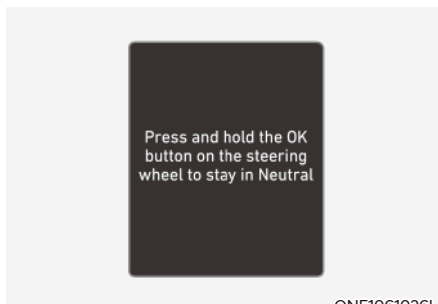 Press and hold the OK
button on the steering
wheel to stay in Neutral